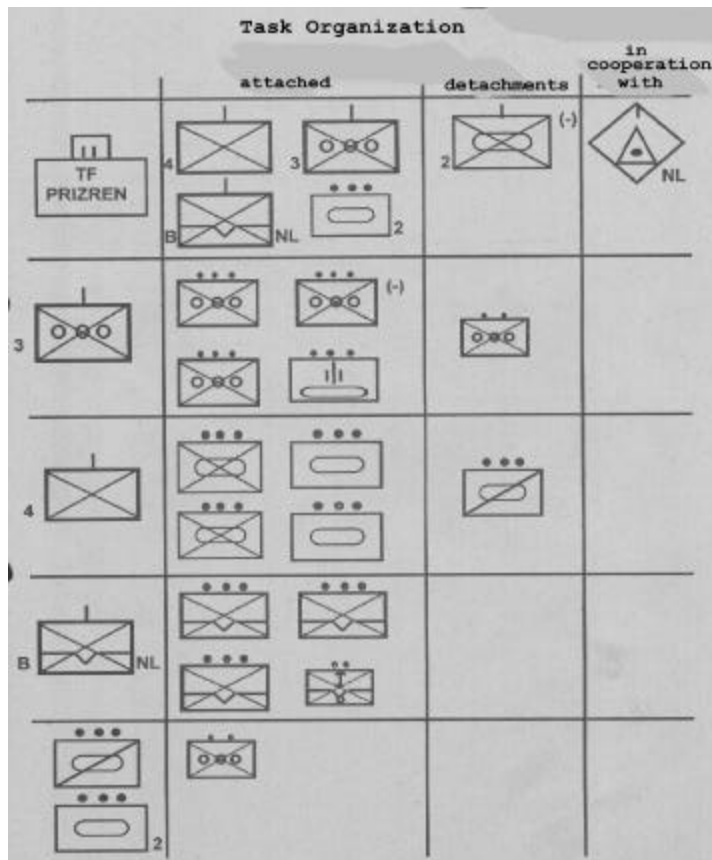 Task Organization
attached
detachments
in
cooperation
with
TF
PRIZREN
4
3
B
NL
2
2
(-)
NL
3
(-)
4
B
NL
2